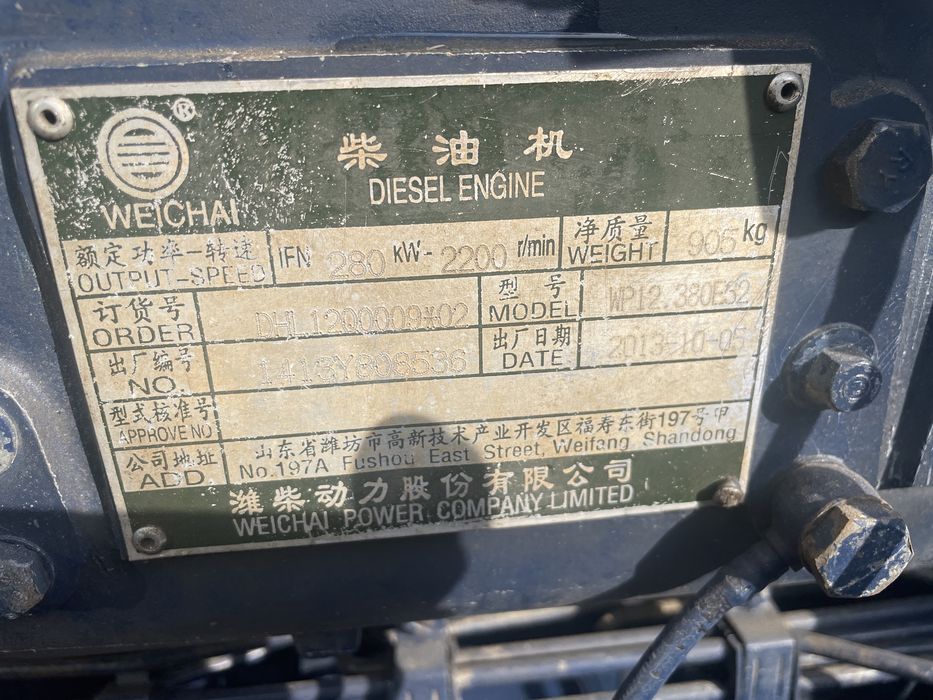 ®
柴油机
DIESEL ENGINE
WEICHAI
额定功率-转速 IFN 280 kW- 2200 r/min 净质量 905 kg
OUTPUT-SPEED WEIGHT
订货号 DHL12Q0009*02 型号 WP12.380E32
ORDER MODEL
出厂编号 1413Y808536 出厂日期 2013-10-05
NO. DATE
型式核准号
APPROVE NO
公司地址 山东省潍坊市高新技术产业开发区福寿东街197号甲
ADD No.197A Fushou East Street, Weifang Shandong
潍柴动力股份有限公司
WEICHAI POWER COMPANY LIMITED